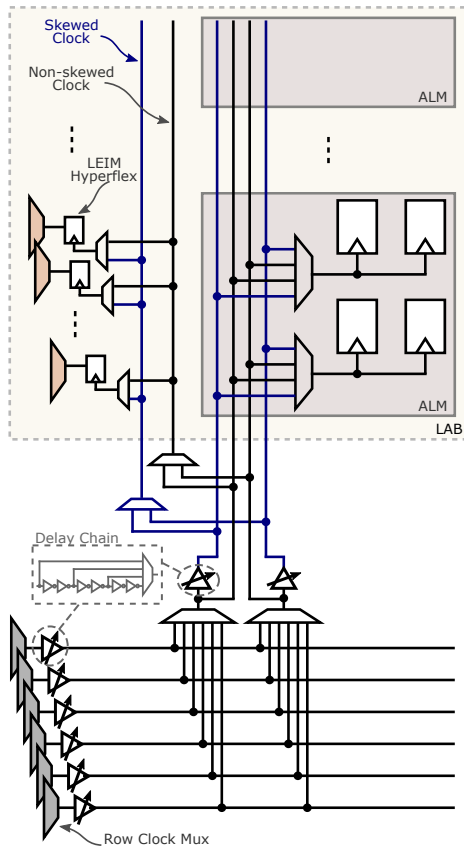 Skewed
Clock
Non-skewed
Clock
ALM
LEIM
Hyperflex
ALM
LAB
Delay Chain
Row Clock Mux